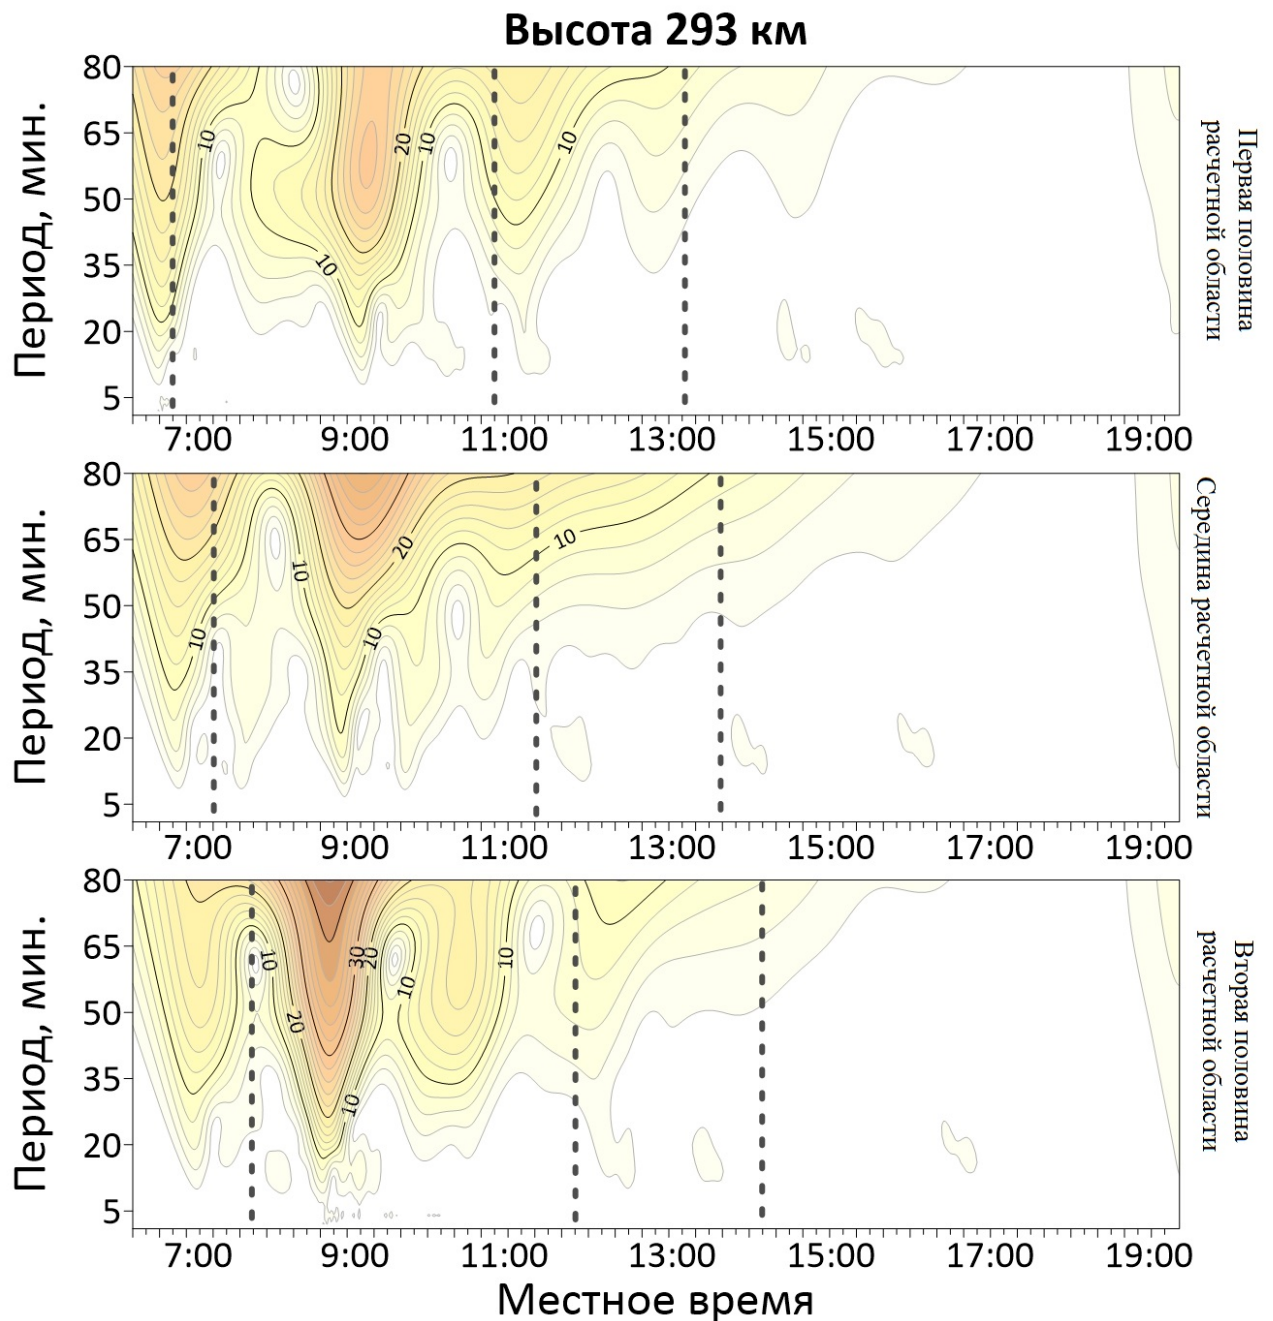 Высота 293 км
Период, мин.
80
65
50
35
20
5
10
20
10
10
10
7:00 9:00 11:00 13:00 15:00 17:00 19:00
Первая половина
расчетной области
Период, мин.
80
65
50
35
20
5
10
10
20
10
10
7:00 9:00 11:00 13:00 15:00 17:00 19:00
Середина расчетной области
Период, мин.
80
65
50
35
20
5
10
30
20
10
10
20
10
7:00 9:00 11:00 13:00 15:00 17:00 19:00
Вторая половина
расчетной области
Местное время